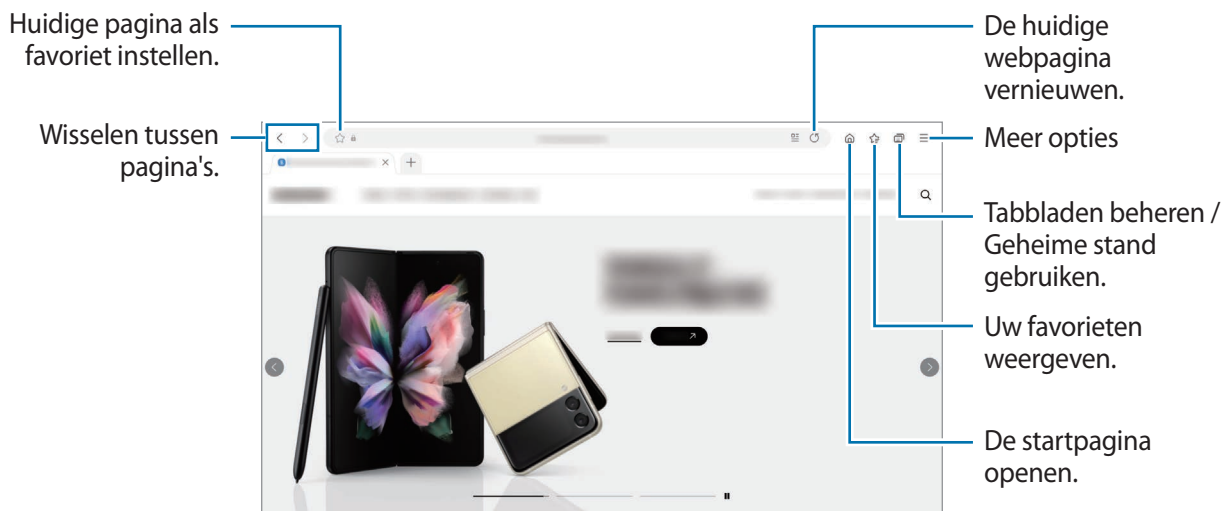 Huidige pagina als
favoriet instellen.
Wisselen tussen
pagina's.
De huidige
webpagina
vernieuwen.
Meer opties
Tabbladen beheren /
Geheime stand
gebruiken.
Uw favorieten
weergeven.
De startpagina
openen.